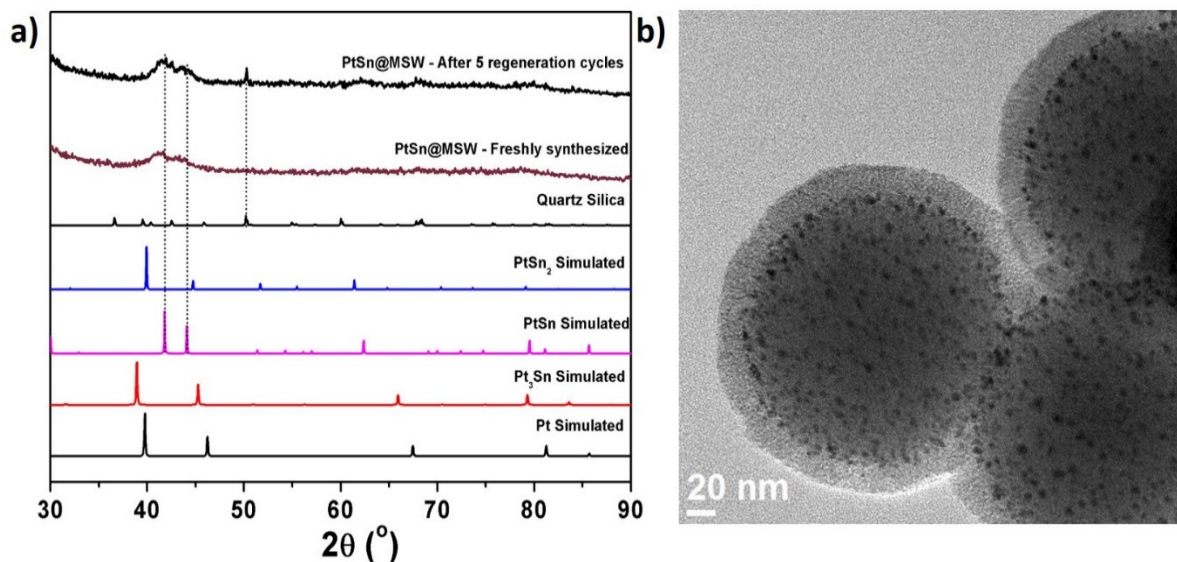 a)
PtSn@MSW - After 5 regeneration cycles
PtSn@MSW - Freshly synthesized
Quartz Silica
PtSn₂ Simulated
PtSn Simulated
Pt₃Sn Simulated
Pt Simulated
30 40 50 60 70 80 90
2θ (°)
b)
20 nm